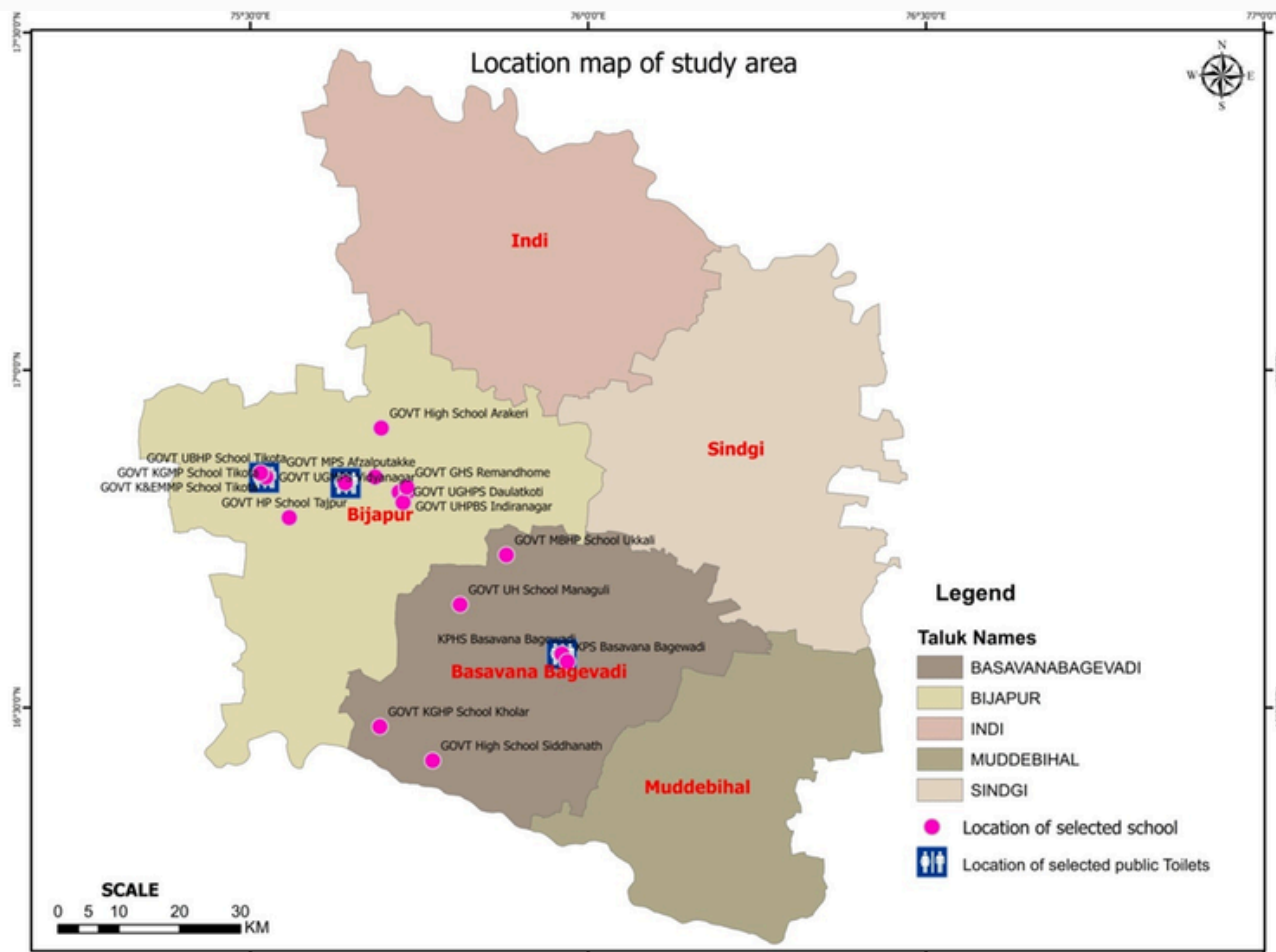 75°30'0"E
76°0'0"E
76°30'0"E
77°0'0"E
17°30'0"N
Location map of study area
N
W E
S
Indi
17°0'0"N
GOVT High School Arakeri
Sindgi
GOVT UBHP School Tikota
GOVT MPS Afzalputakke
GOVT KGMP School Tikota
GOVT GHS Remandhome
GOVT K&EMMP School Tikota
GOVT UGHPS Daulatkoti
GOVT HP School Tajpur
GOVT UHPBS Indiranagar
Bijapur
GOVT MBHP School Ukkali
GOVT UH School Managuli
KPHS Basavana Bagewadi
KPS Basavana Bagewadi
Basavana Bagevadi
16°30'0"N
GOVT KGHP School Kholar
GOVT High School Siddhanath
Muddebihal
Legend
Taluk Names
BASAVANABAGEVADI
BIJAPUR
INDI
MUDDEBIHAL
SINDGI
Location of selected school
Location of selected public Toilets
SCALE
0 5 10 20 30
KM